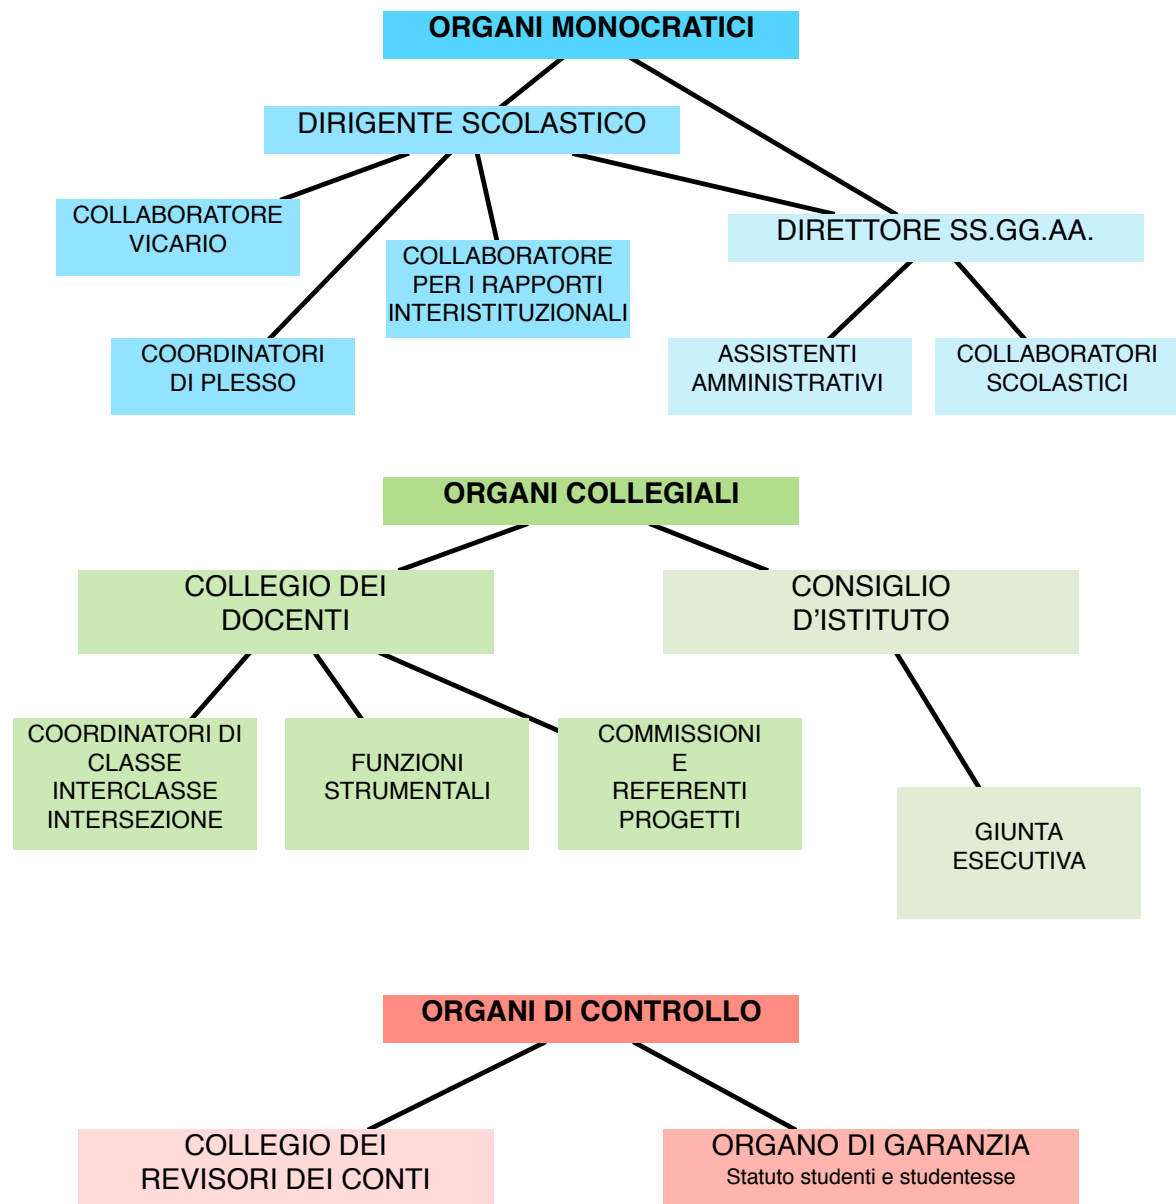 ORGANI MONOCRATICI
DIRIGENTE SCOLASTICO
COLLABORATORE
VICARIO
COLLABORATORE
PER I RAPPORTI
INTERISTITUZIONALI
DIRETTORE SS.GG.AA.
COORDINATORI
DI PLESSO
ASSISTENTI
AMMINISTRATIVI
COLLABORATORI
SCOLASTICI
ORGANI COLLEGIALI
COLLEGIO DEI
DOCENTI
CONSIGLIO
D'ISTITUTO
COORDINATORI DI
CLASSE
INTERCLASSE
INTERSEZIONE
FUNZIONI
STRUMENTALI
COMMISSIONI
E
REFERENTI
PROGETTI
GIUNTA
ESECUTIVA
ORGANI DI CONTROLLO
COLLEGIO DEI
REVISORI DEI CONTI
ORGANO DI GARANZIA
Statuto studenti e studentesse